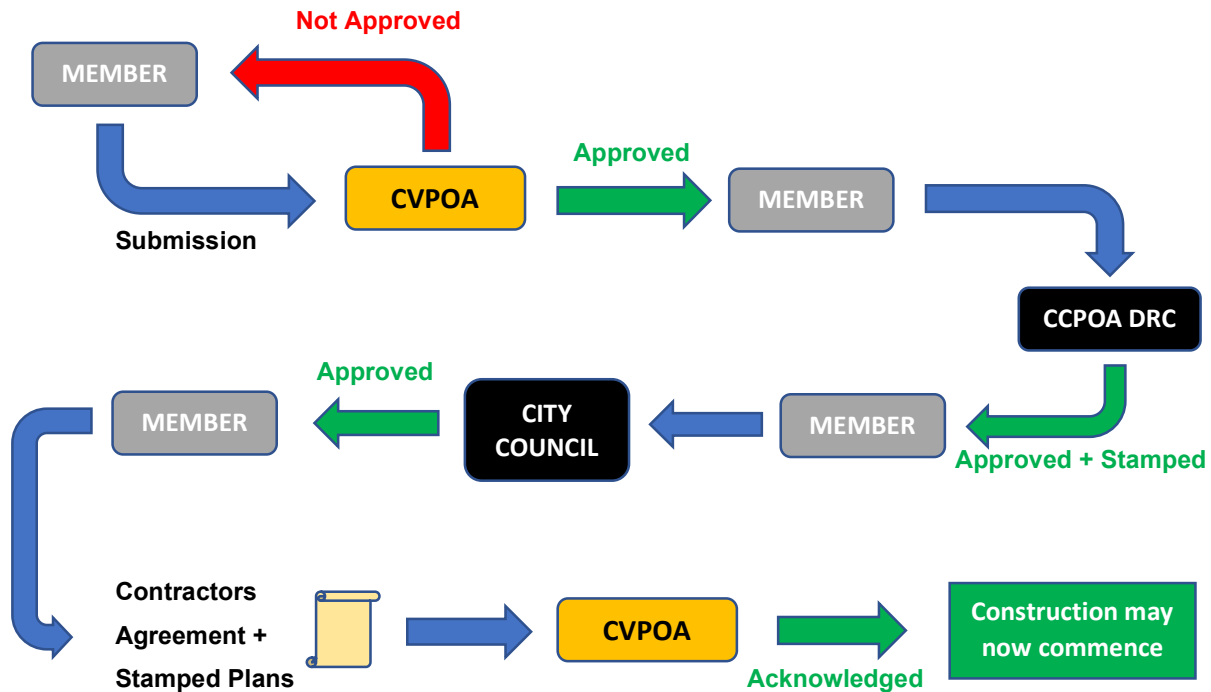 Not Approved
MEMBER
Submission
CVPOA
Approved
MEMBER
CCPOA DRC
Approved + Stamped
MEMBER
CITY
COUNCIL
Approved
MEMBER
Contractors
Agreement +
Stamped Plans
CVPOA
Acknowledged
Construction may
now commence